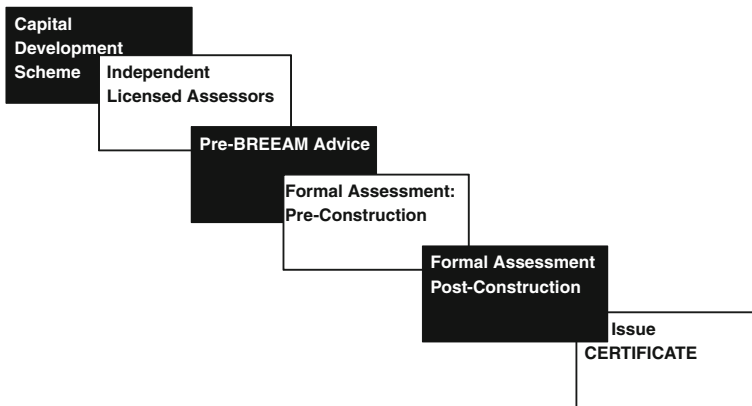 Capital
Development
Scheme
Independent
Licensed Assessors
Pre-BREEAM Advice
Formal Assessment:
Pre-Construction
Formal Assessment
Post-Construction
Issue
CERTIFICATE